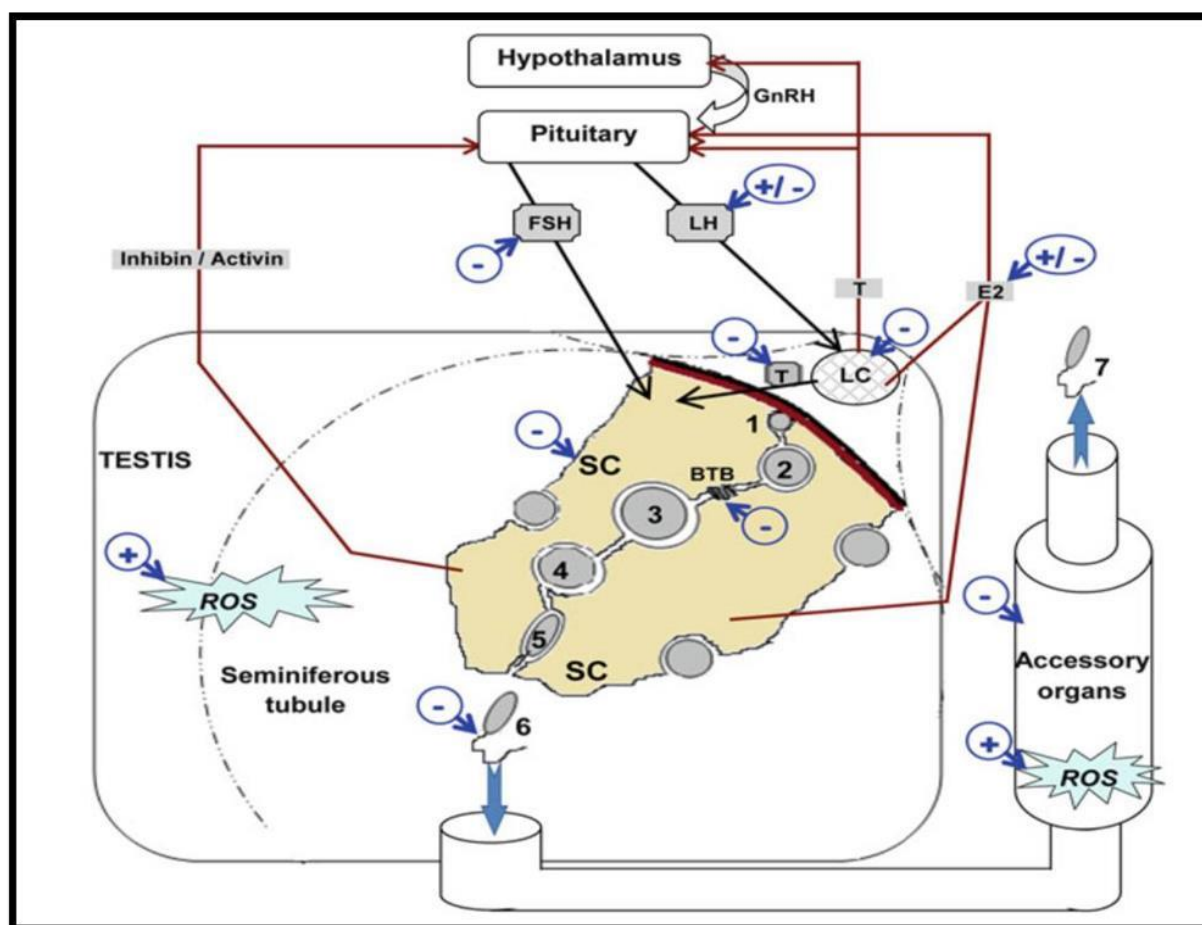 Hypothalamus
GnRH
Pituitary
+/ -
FSH
LH
-
Inhibin / Activin
+/ -
T
E2
-
-
T
LC
7
1
-
SC
TESTIS
BTB
2
3
-
4
+
ROS
5
-
Accessory
organs
SC
Seminiferous
tubule
-
6
+
ROS